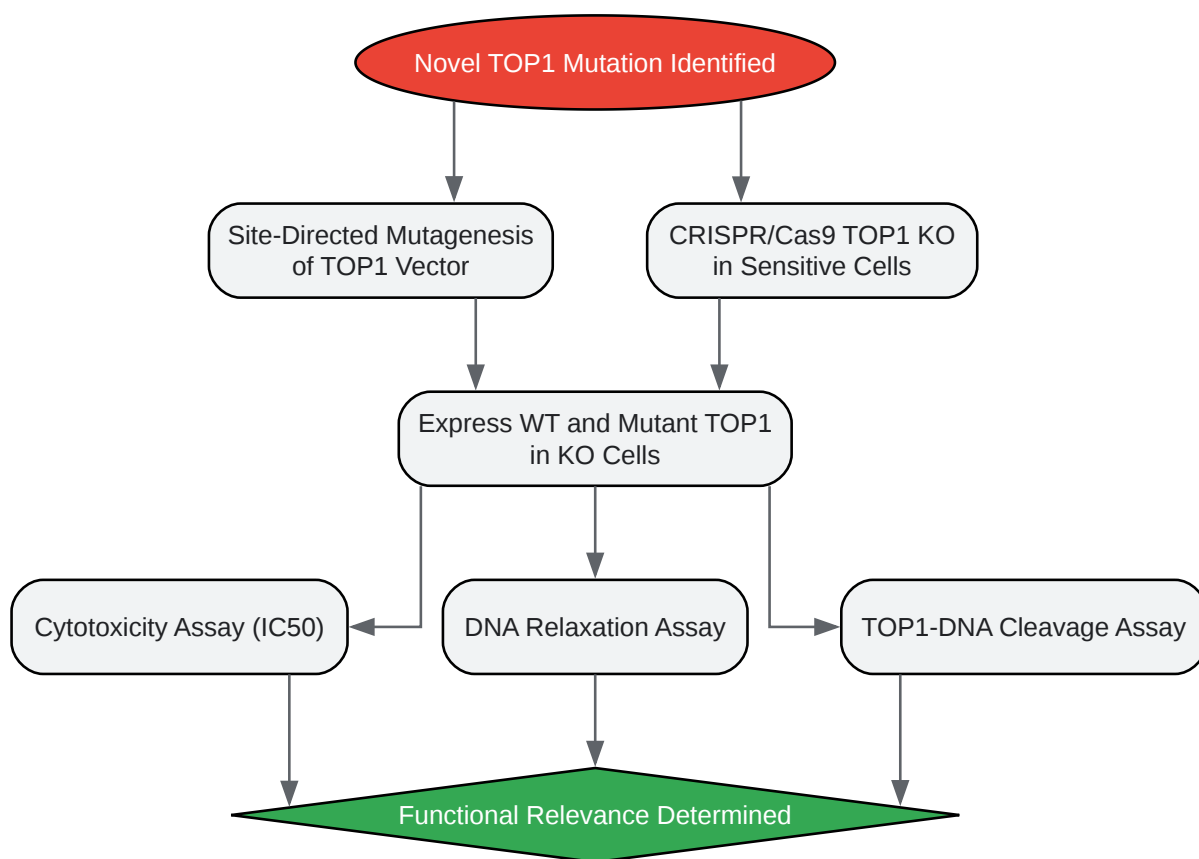 Novel TOP1 Mutation Identified
Site-Directed Mutagenesis
of TOP1 Vector
CRISPR/Cas9 TOP1 KO
in Sensitive Cells
Express WT and Mutant TOP1
in KO Cells
Cytotoxicity Assay (IC50)
DNA Relaxation Assay
TOP1-DNA Cleavage Assay
Functional Relevance Determined